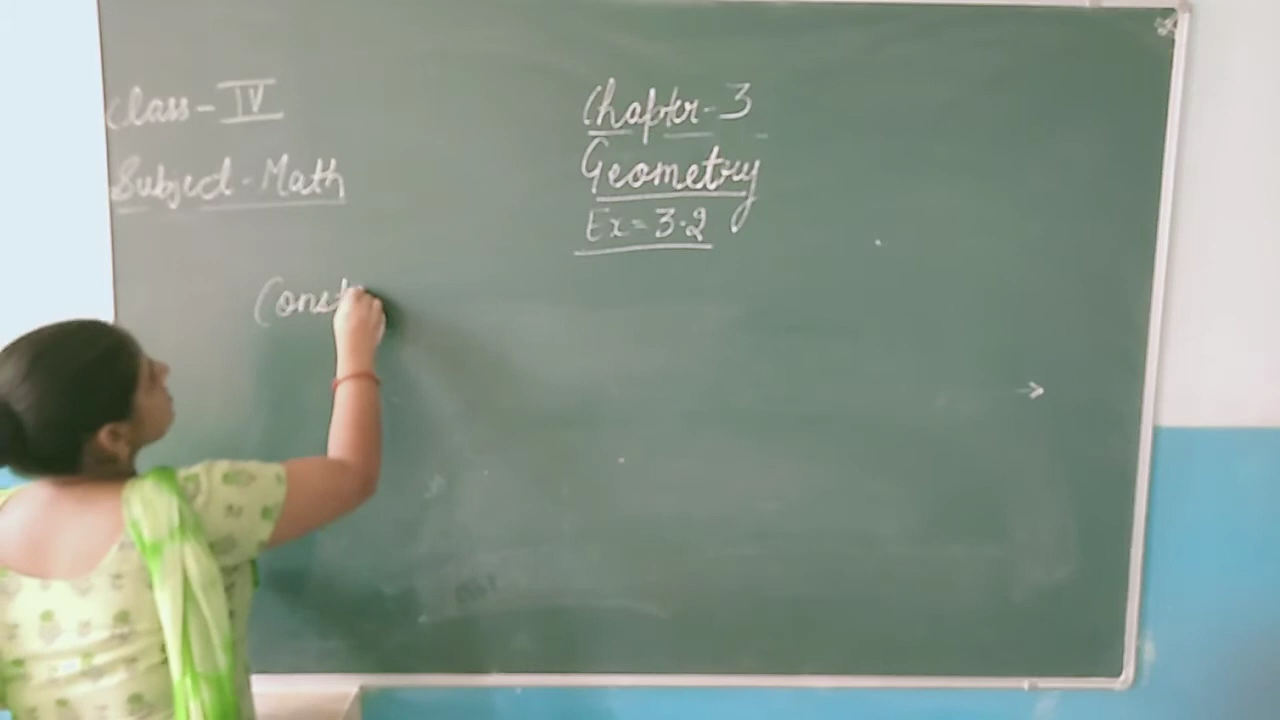 Class - IV
Subject - Math
Chapter - 3
Geometry
Ex = 3.2
Const